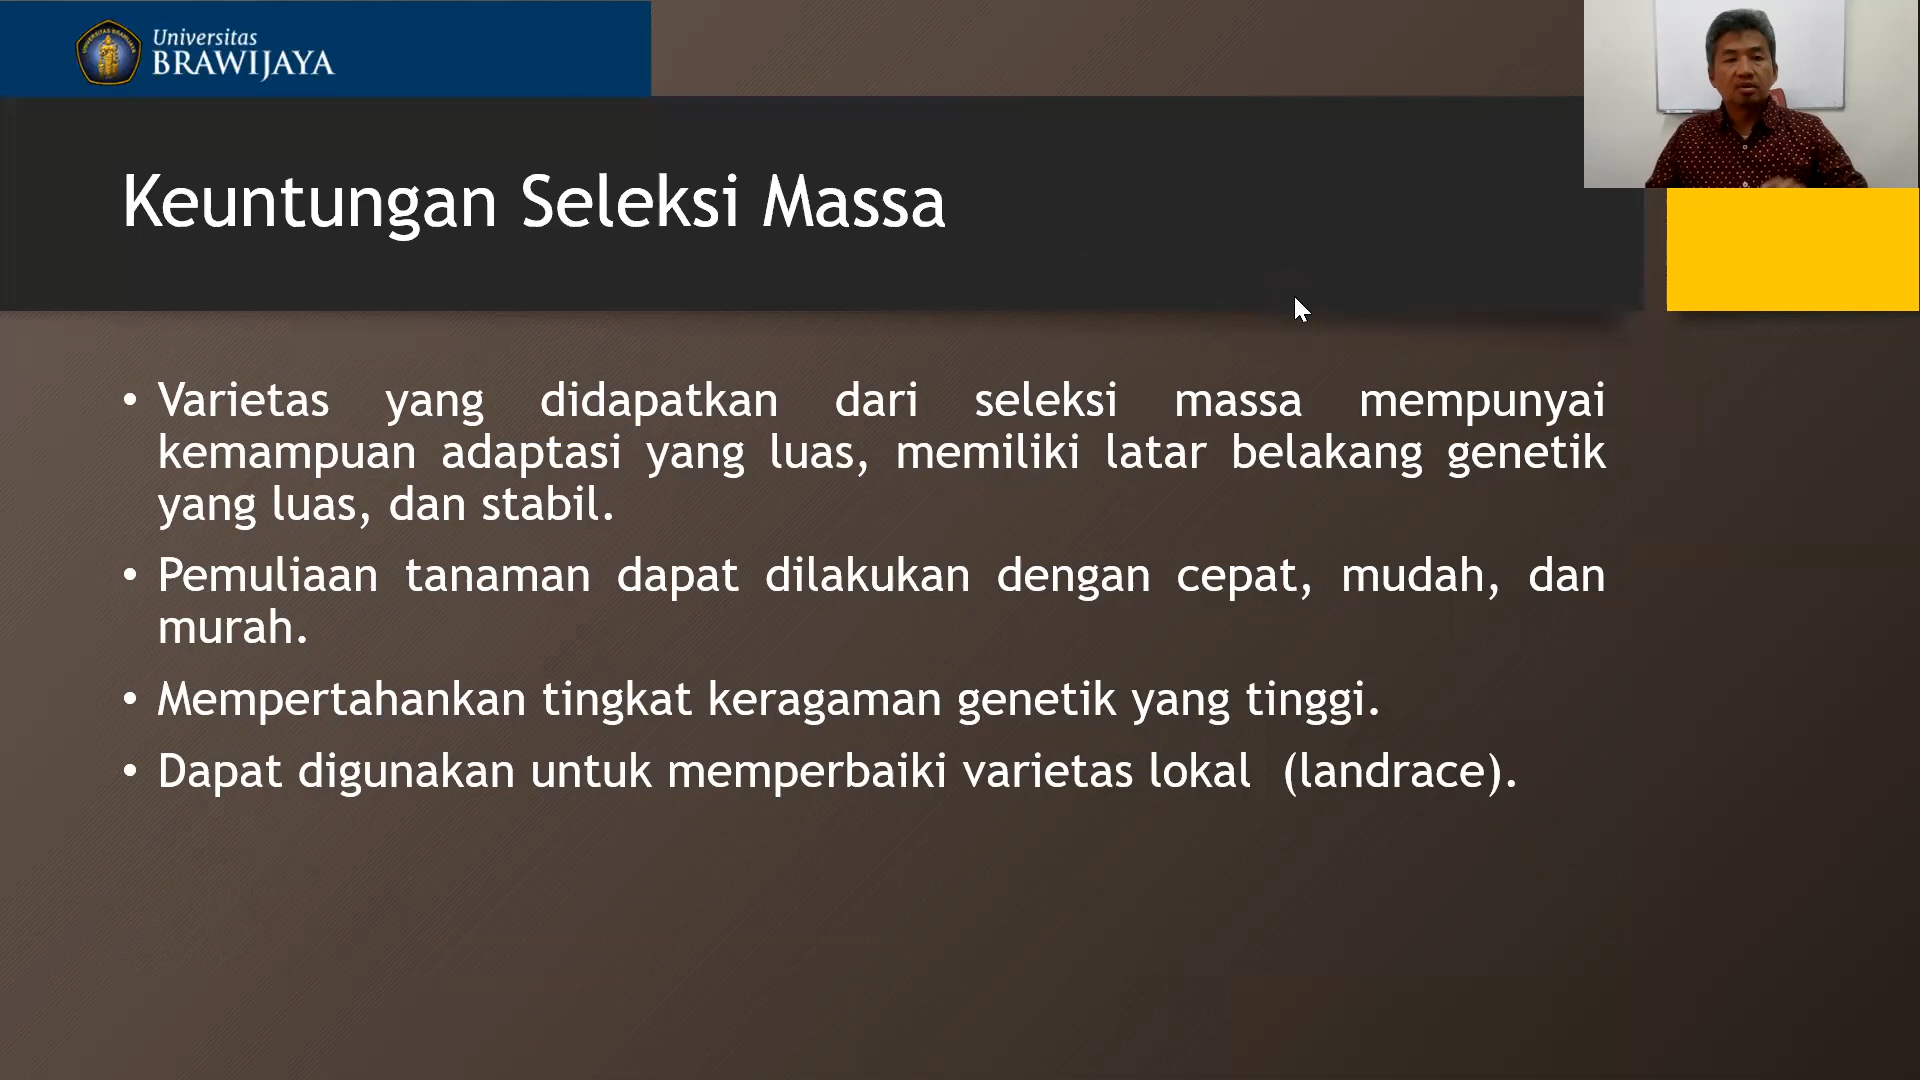 Universitas
BRAWIJAYA
Keuntungan Seleksi Massa
• Varietas yang didapatkan dari seleksi massa mempunyai
kemampuan adaptasi yang luas, memiliki latar belakang genetik
yang luas, dan stabil.
• Pemuliaan tanaman dapat dilakukan dengan cepat, mudah, dan
murah.
• Mempertahankan tingkat keragaman genetik yang tinggi.
• Dapat digunakan untuk memperbaiki varietas lokal (landrace).